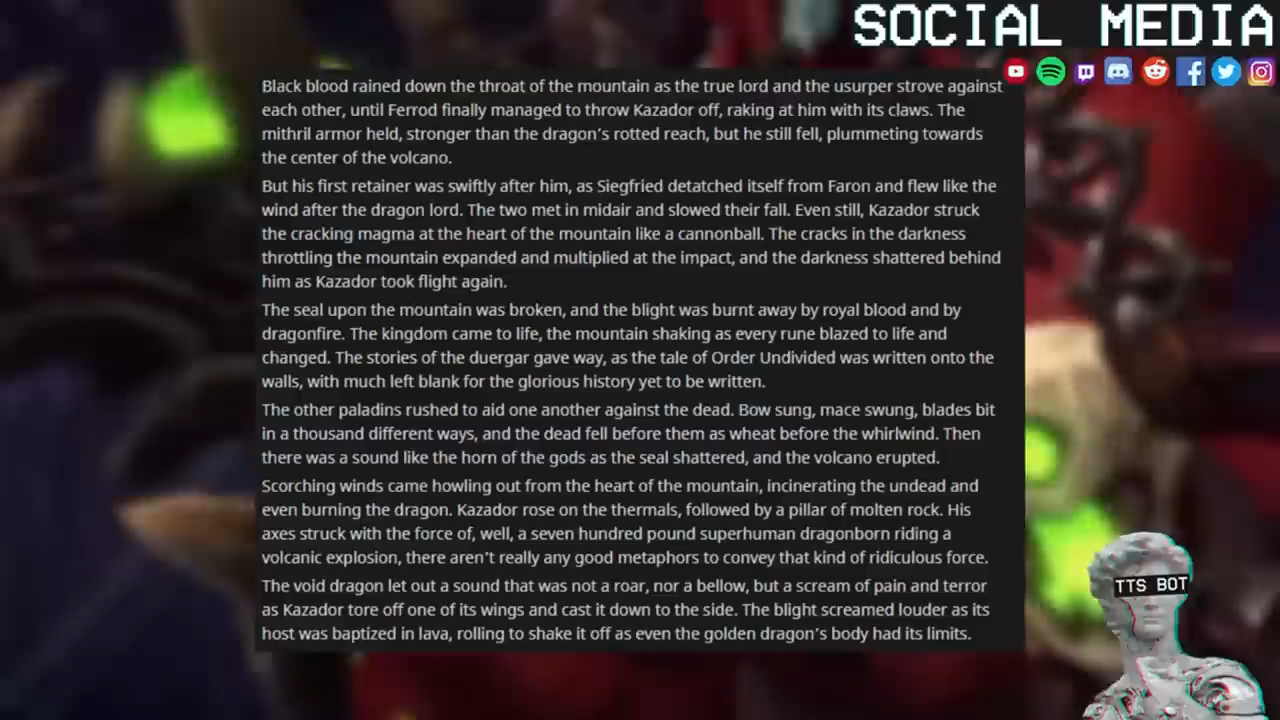 SOCIAL MEDIA
Black blood rained down the throat of the mountain as the true lord and the usurper strove against
each other, until Ferrod finally managed to throw Kazador off, raking at him with its claws. The
mithril armor held, stronger than the dragon's rotted reach, but he still fell, plummeting towards
the center of the volcano.
But his first retainer was swiftly after him, as Siegfried detatched itself from Faron and flew like the
wind after the dragon lord. The two met in midair and slowed their fall. Even still, Kazador struck
the cracking magma at the heart of the mountain like a cannonball. The cracks in the darkness
throttling the mountain expanded and multiplied at the impact, and the darkness shattered behind
him as Kazador took flight again.
The seal upon the mountain was broken, and the blight was burnt away by royal blood and by
dragonfire. The kingdom came to life, the mountain shaking as every rune blazed to life and
changed. The stories of the duergar gave way, as the tale of Order Undivided was written onto the
walls, with much left blank for the glorious history yet to be written.
The other paladins rushed to aid one another against the dead. Bow sung, mace swung, blades bit
in a thousand different ways, and the dead fell before them as wheat before the whirlwind. Then
there was a sound like the horn of the gods as the seal shattered, and the volcano erupted.
Scorching winds came howling out from the heart of the mountain, incinerating the undead and
even burning the dragon. Kazador rose on the thermals, followed by a pillar of molten rock. His
axes struck with the force of, well, a seven hundred pound superhuman dragonborn riding a
volcanic explosion, there aren't really any good metaphors to convey that kind of ridiculous force.
The void dragon let out a sound that was not a roar, nor a bellow, but a scream of pain and terror
as Kazador tore off one of its wings and cast it down to the side. The blight screamed louder as its
host was baptized in lava, rolling to shake it off as even the golden dragon's body had its limits.
TTS BOT